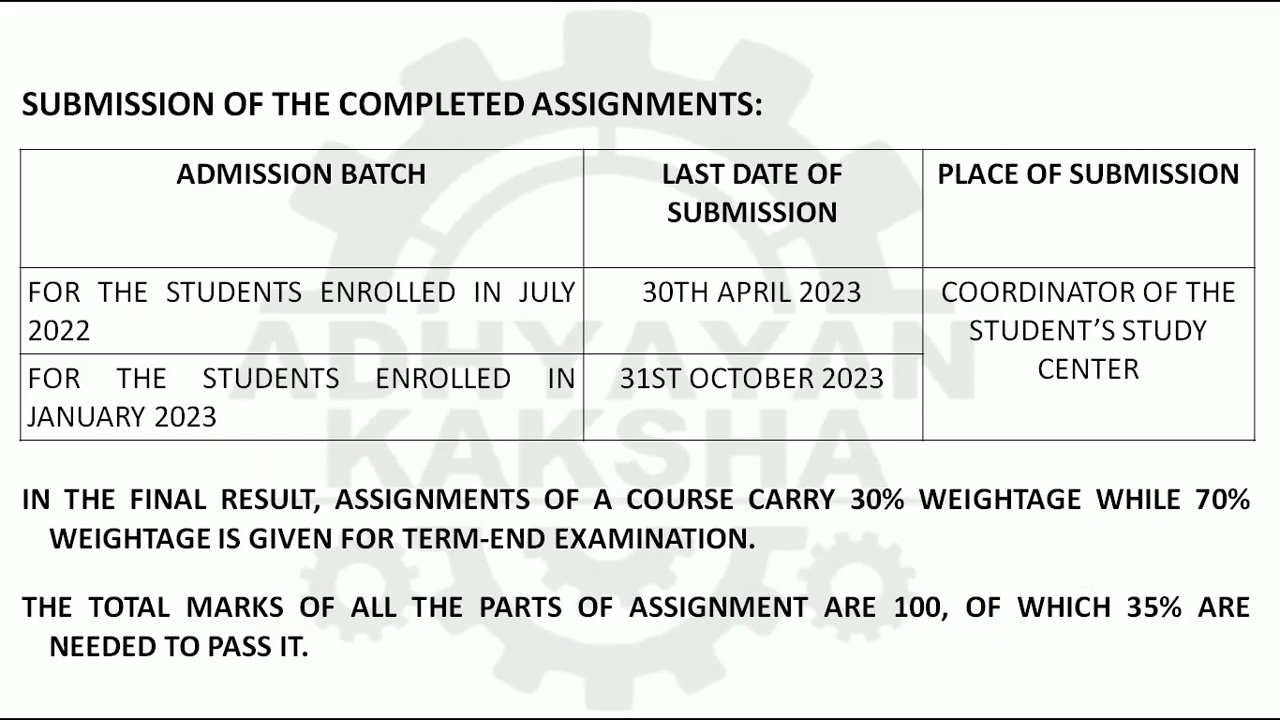 SUBMISSION OF THE COMPLETED ASSIGNMENTS:
ADMISSION BATCH
LAST DATE OF
SUBMISSION
PLACE OF SUBMISSION
FOR THE STUDENTS ENROLLED IN JULY
2022
30TH APRIL 2023
COORDINATOR OF THE
STUDENT’S STUDY
CENTER
FOR THE STUDENTS ENROLLED IN
JANUARY 2023
31ST OCTOBER 2023
IN THE FINAL RESULT, ASSIGNMENTS OF A COURSE CARRY 30% WEIGHTAGE WHILE 70%
WEIGHTAGE IS GIVEN FOR TERM-END EXAMINATION.
THE TOTAL MARKS OF ALL THE PARTS OF ASSIGNMENT ARE 100, OF WHICH 35% ARE
NEEDED TO PASS IT.
ADHYAYAN
KAKSHA